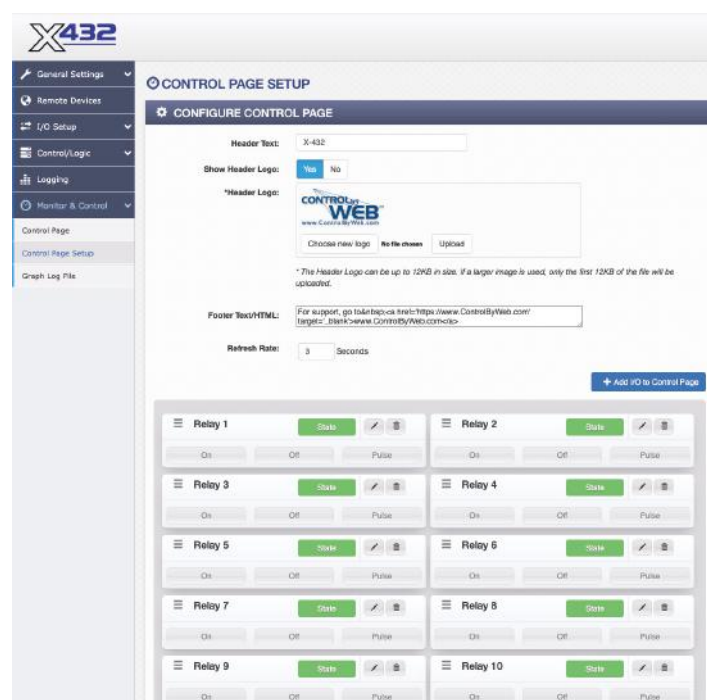 X432
General Settings
Remote Devices
I/O Setup
Control/Logic
Logging
Monitor & Control
Control Page
Control Page Setup
Graph Log File
CONTROL PAGE SETUP
CONFIGURE CONTROL PAGE
Header Text: X-432
Show Header Logo: Yes No
*Header Logo:
CONTROL By
WEB™
www.ControlByWeb.com
Choose new logo No file chosen Upload
* The Header Logo can be up to 12KB in size. If a larger image is used, only the first 12KB of the file will be
uploaded.
Footer Text/HTML: For support, go to&nbsp;<a href='https://www.ControlByWeb.com/'
target='_blank'>www.ControlByWeb.com</a>
Refresh Rate: 3 Seconds
+ Add I/O to Control Page
Relay 1 State Relay 2 State
On Off Pulse On Off Pulse
Relay 3 State Relay 4 State
On Off Pulse On Off Pulse
Relay 5 State Relay 6 State
On Off Pulse On Off Pulse
Relay 7 State Relay 8 State
On Off Pulse On Off Pulse
Relay 9 State Relay 10 State
On Off Pulse On Off Pulse